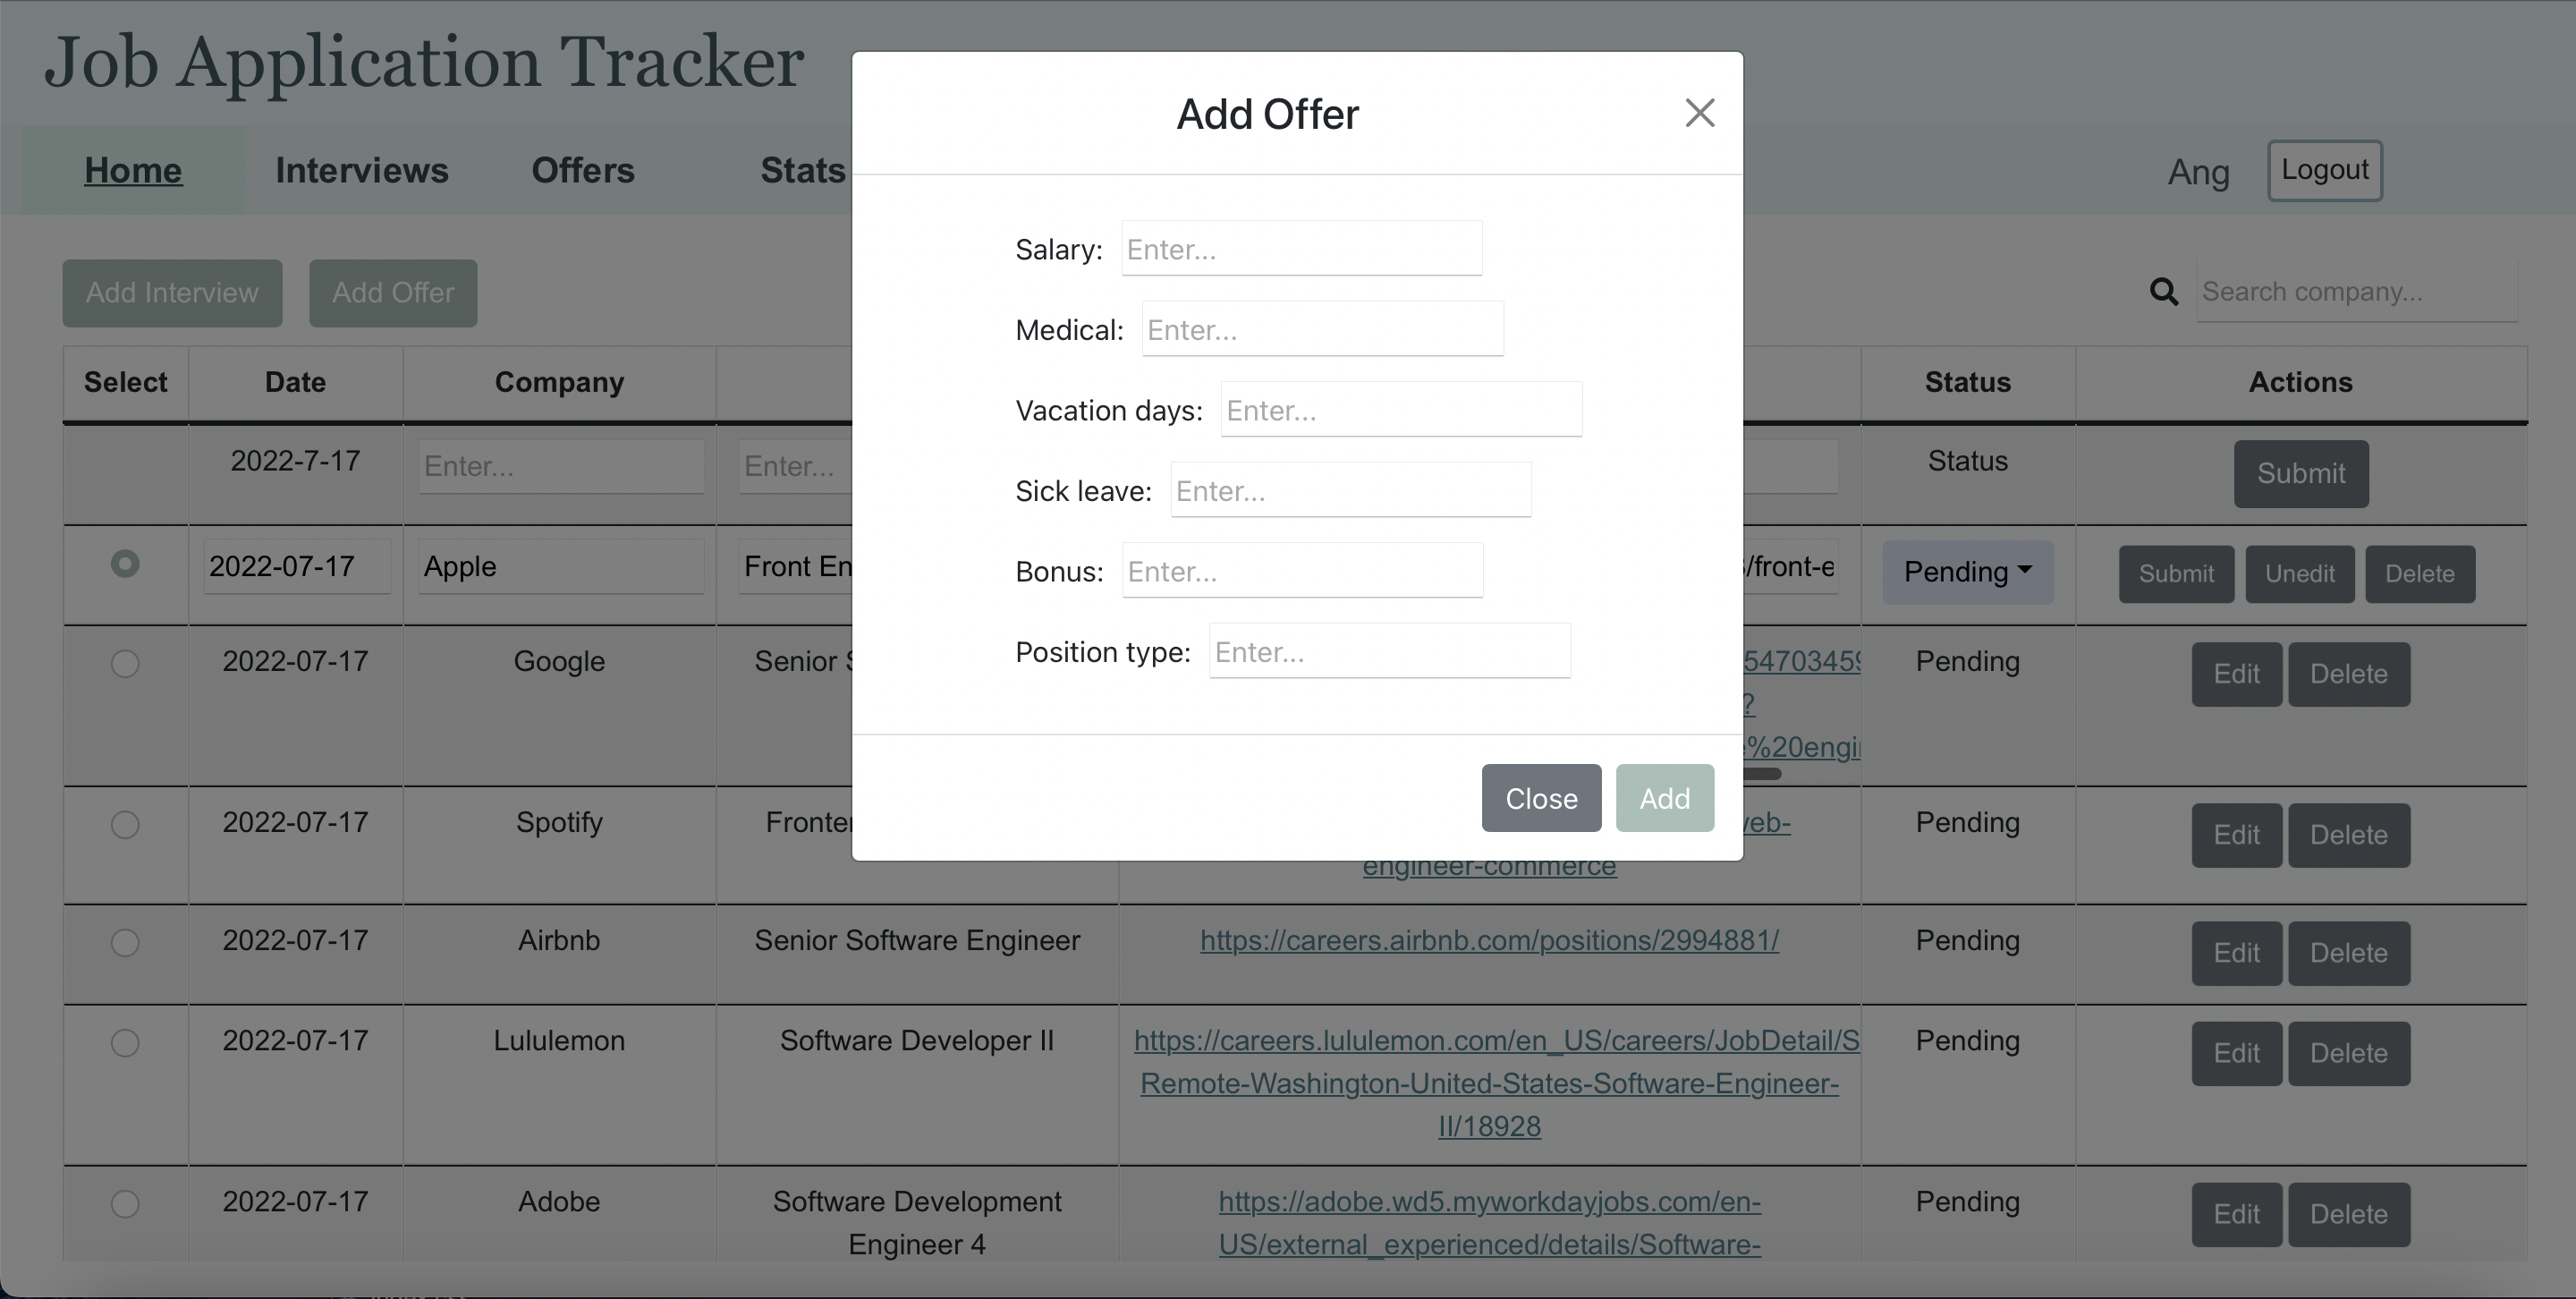 Job Application Tracker
Home Interviews Offers Stats Ang Logout
Add Interview Add Offer Search company...
Select Date Company Status Actions
2022-7-17 Enter... Enter... Status Submit
2022-07-17 Apple Front En /front-e Pending Submit Unedit Delete
2022-07-17 Google Senior 54703459 Pending Edit Delete
?
%20engi
2022-07-17 Spotify Fronte web- Pending Edit Delete
engineer-commerce
2022-07-17 Airbnb Senior Software Engineer https://careers.airbnb.com/positions/2994881/ Pending Edit Delete
2022-07-17 Lululemon Software Developer II https://careers.lululemon.com/en_US/careers/JobDetail/S Pending Edit Delete
Remote-Washington-United-States-Software-Engineer-
II/18928
2022-07-17 Adobe Software Development https://adobe.wd5.myworkdayjobs.com/en- Pending Edit Delete
Engineer 4 US/external_experienced/details/Software-
Add Offer
Salary: Enter...
Medical: Enter...
Vacation days: Enter...
Sick leave: Enter...
Bonus: Enter...
Position type: Enter...
Close Add